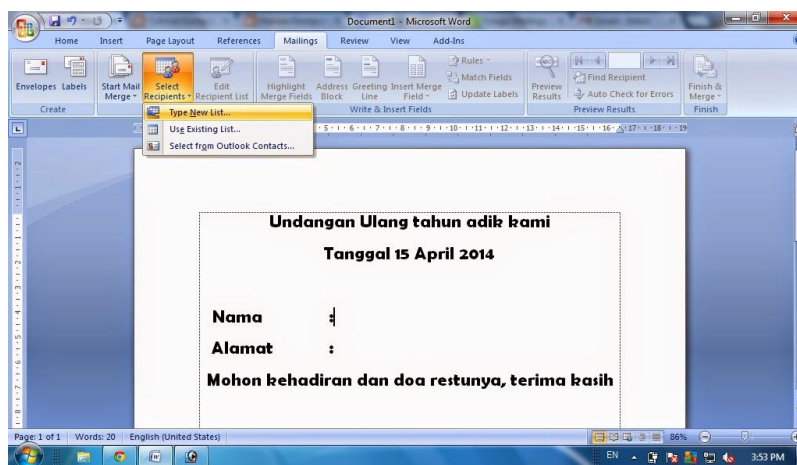 Document1 - Microsoft Word
Home Insert Page Layout References Mailings Review View Add-Ins
Envelopes Labels
Start Mail Merge
Select Recipients
Edit Recipient List
Highlight Merge Fields
Address Block
Greeting Line
Insert Merge Field
Rules
Match Fields
Update Labels
Preview Results
Find Recipient
Auto Check for Errors
Finish & Merge
Create
Write & Insert Fields
Preview Results
Finish
Type New List...
Use Existing List...
Select from Outlook Contacts...
Undangan Ulang tahun adik kami
Tanggal 15 April 2014
Nama :
Alamat :
Mohon kehadiran dan doa restunya, terima kasih
Page: 1 of 1 Words: 20 English (United States) 86%
EN 3:53 PM